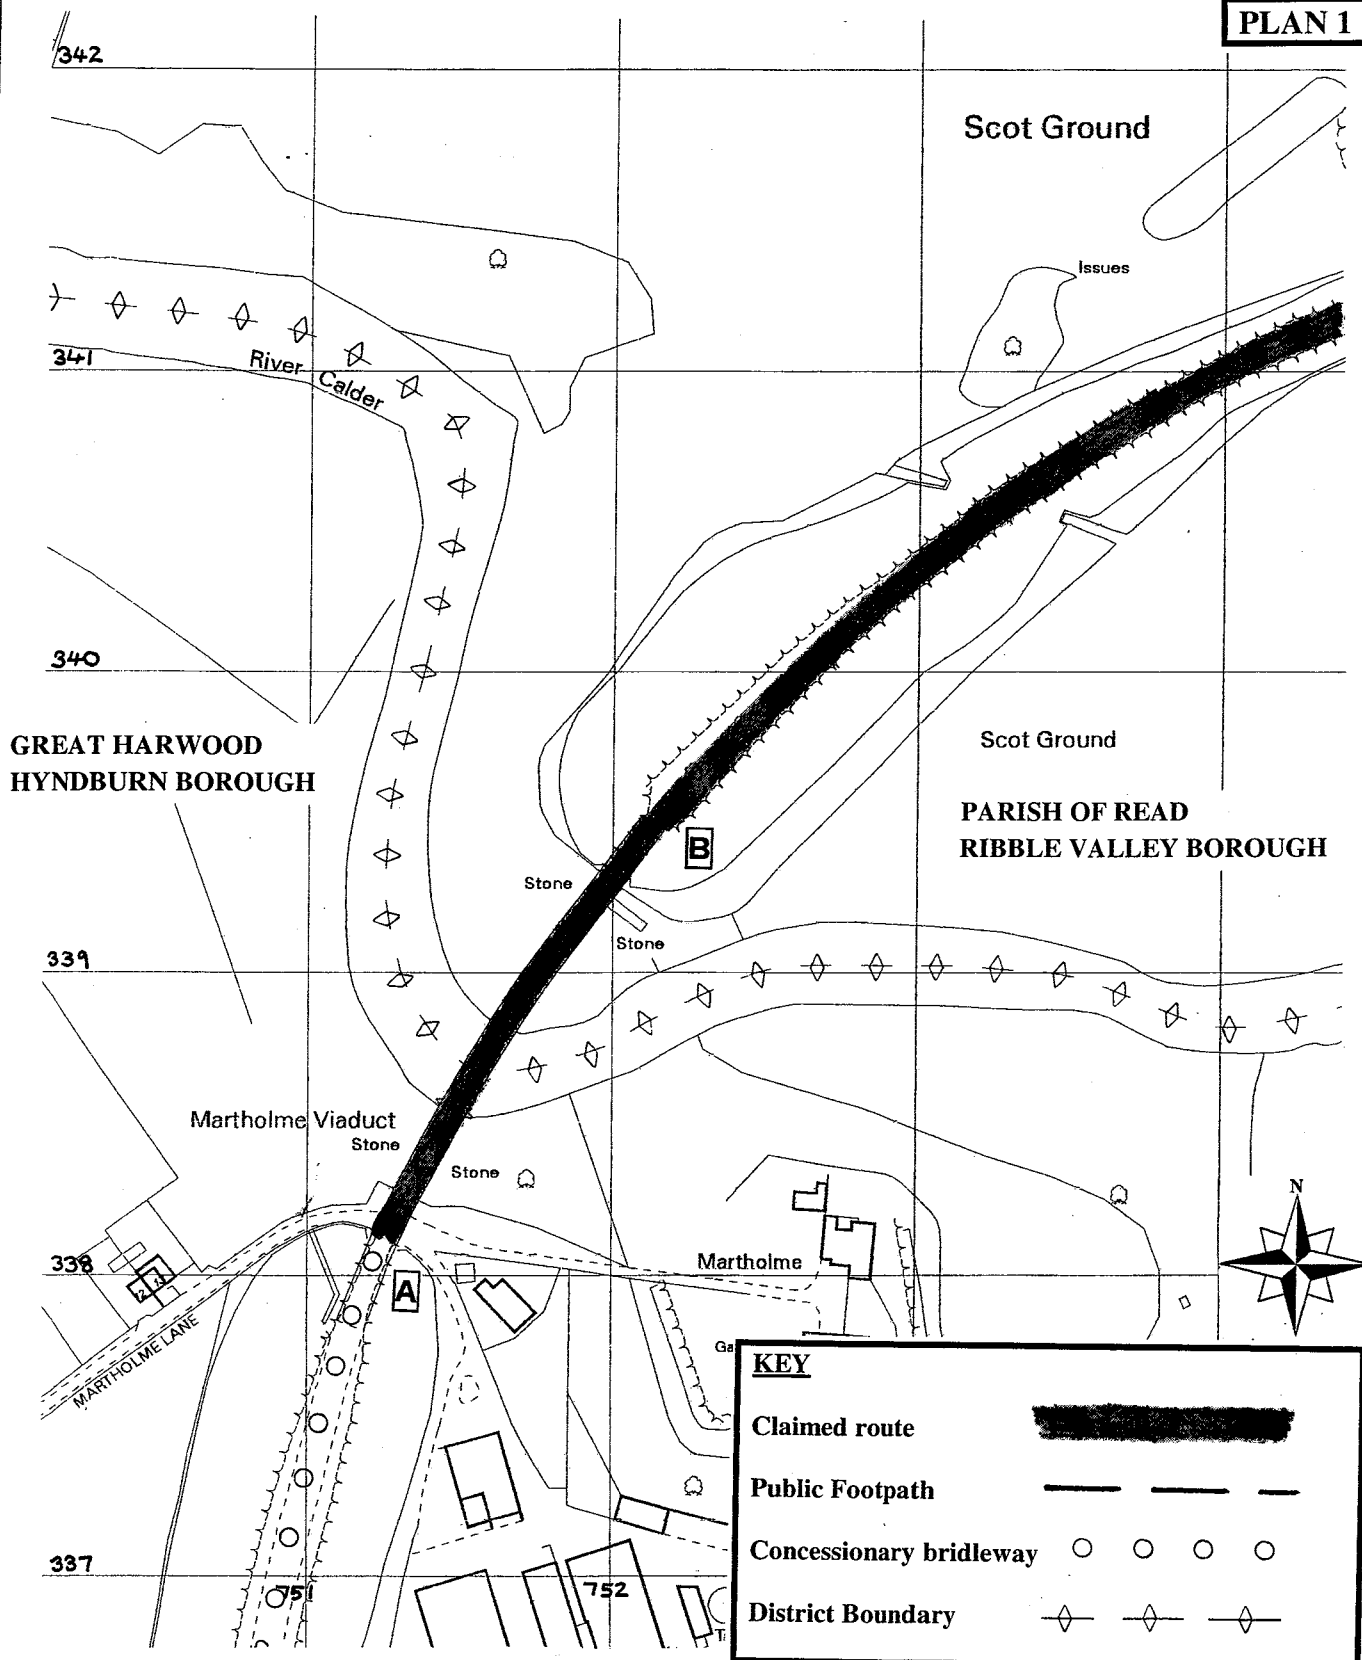 PLAN 1
342
Scot Ground
Issues
341
River Calder
340
GREAT HARWOOD
HYNDBURN BOROUGH
Scot Ground
PARISH OF READ
RIBBLE VALLEY BOROUGH
B
Stone
Stone
339
Martholme Viaduct
Stone
Stone
N
338
Martholme
A
12
MARTHOLME LANE
Ga
KEY
Claimed route
Public Footpath
Concessionary bridleway
District Boundary
337
751
752
T